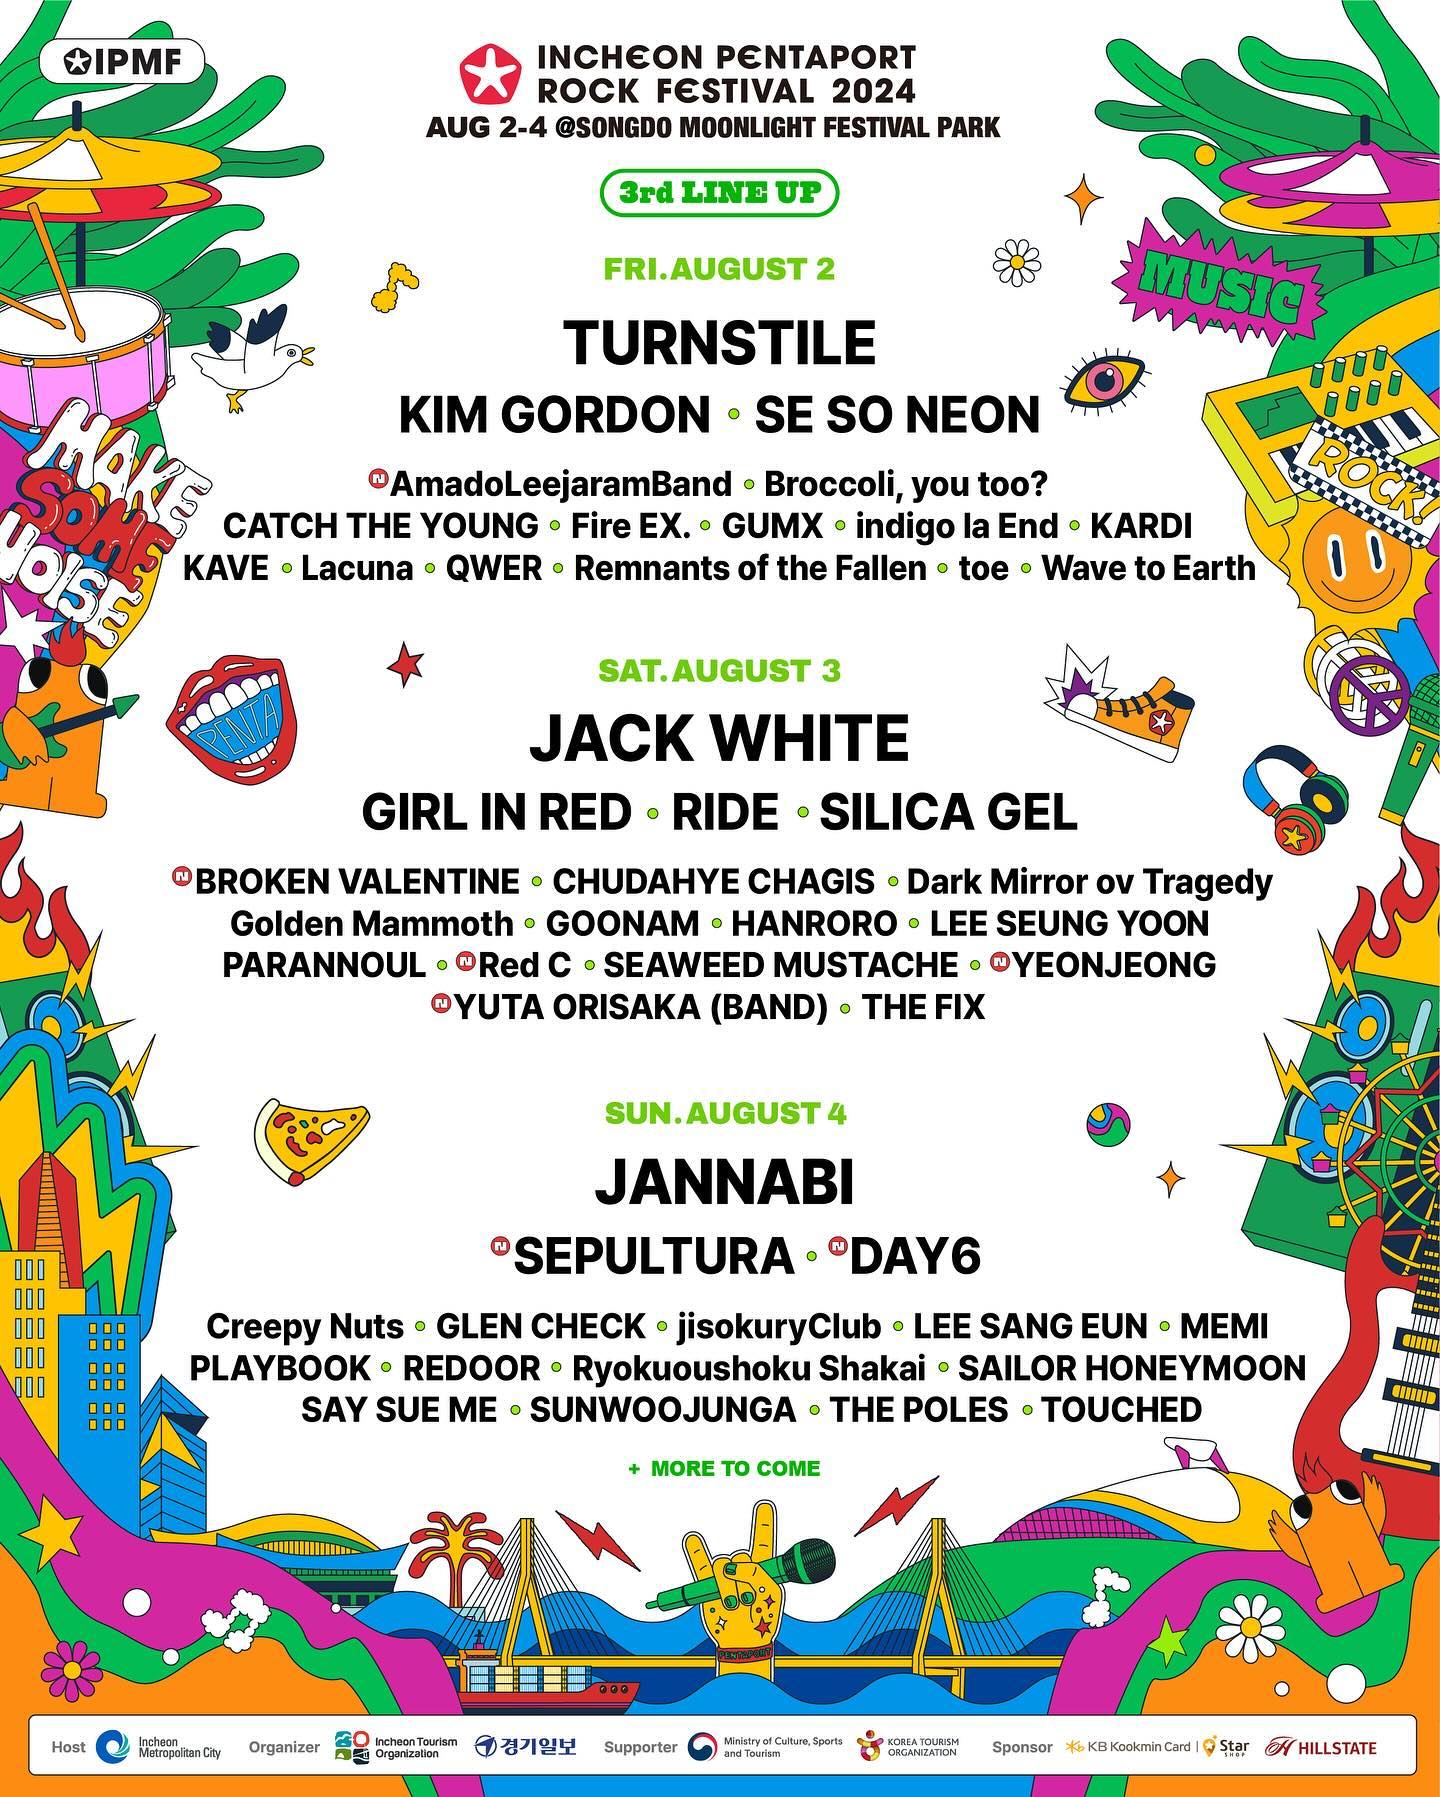 IPMF
INCHEON PENTAPORT
ROCK FESTIVAL 2024
AUG 2-4 @SONGDO MOONLIGHT FESTIVAL PARK
3rd LINE UP
FRI.AUGUST 2
MUSIC
TURNSTILE
KIM GORDON • SE SO NEON
MAKE
SOME
NOISE
ROCK!
N AmadoLeejaramBand • Broccoli, you too?
CATCH THE YOUNG • Fire EX. • GUMX • indigo la End • KARDI
KAVE • Lacuna • QWER • Remnants of the Fallen • toe • Wave to Earth
SAT.AUGUST 3
PENTA
JACK WHITE
GIRL IN RED • RIDE • SILICA GEL
N BROKEN VALENTINE • CHUDAHYE CHAGIS • Dark Mirror ov Tragedy
Golden Mammoth • GOONAM • HANRORO • LEE SEUNG YOON
PARANNOUL • N Red C • SEAWEED MUSTACHE • N YEONJEONG
N YUTA ORISAKA (BAND) • THE FIX
SUN.AUGUST 4
JANNABI
N SEPULTURA • N DAY6
Creepy Nuts • GLEN CHECK • jisokuryClub • LEE SANG EUN • MEMI
PLAYBOOK • REDOOR • Ryokuoushoku Shakai • SAILOR HONEYMOON
SAY SUE ME • SUNWOOJUNGA • THE POLES • TOUCHED
+ MORE TO COME
PENTAPORT
Host Incheon Metropolitan City Organizer Incheon Tourism Organization 경기일보 Supporter Ministry of Culture, Sports and Tourism KOREA TOURISM ORGANIZATION Sponsor KB Kookmin Card | Star SHOP HILLSTATE